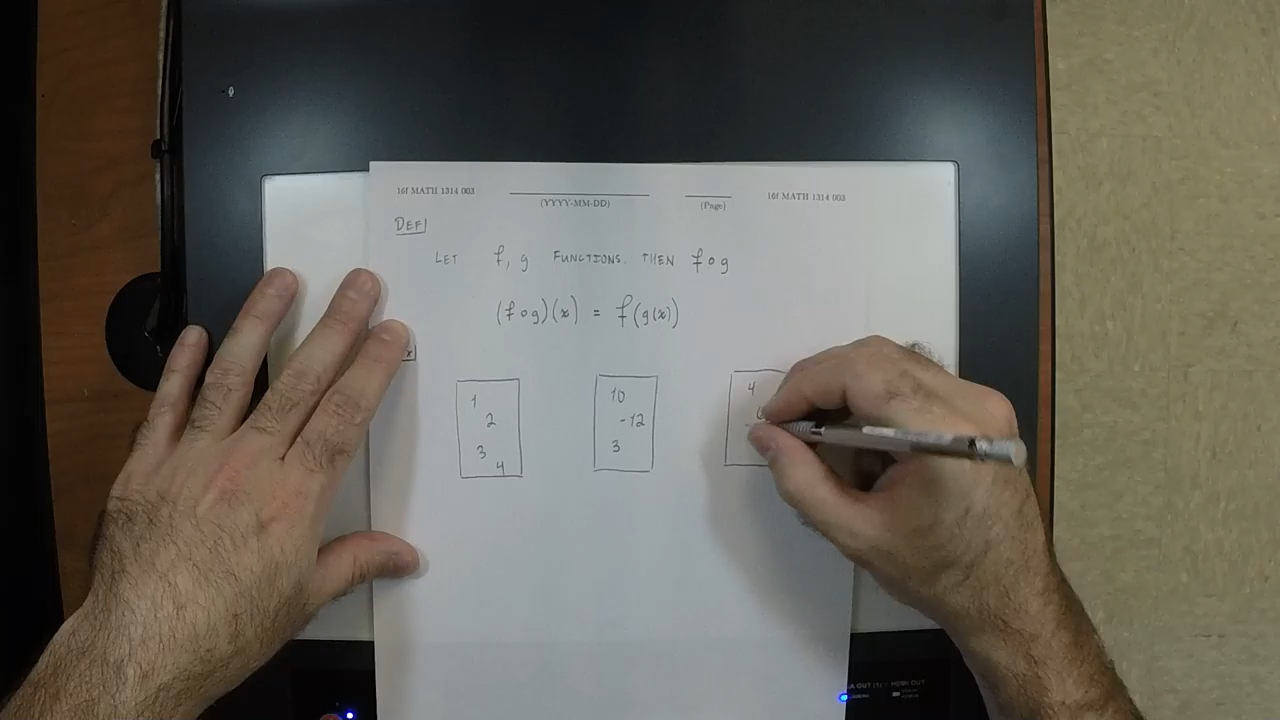 16f MATH 1314 003 (YYYY-MM-DD) (Page) 16f MATH 1314 003
DEF
LET f, g FUNCTIONS. THEN f∘g
(f∘g)(x) = f(g(x))
1 10 4
2 -12
3 3
4